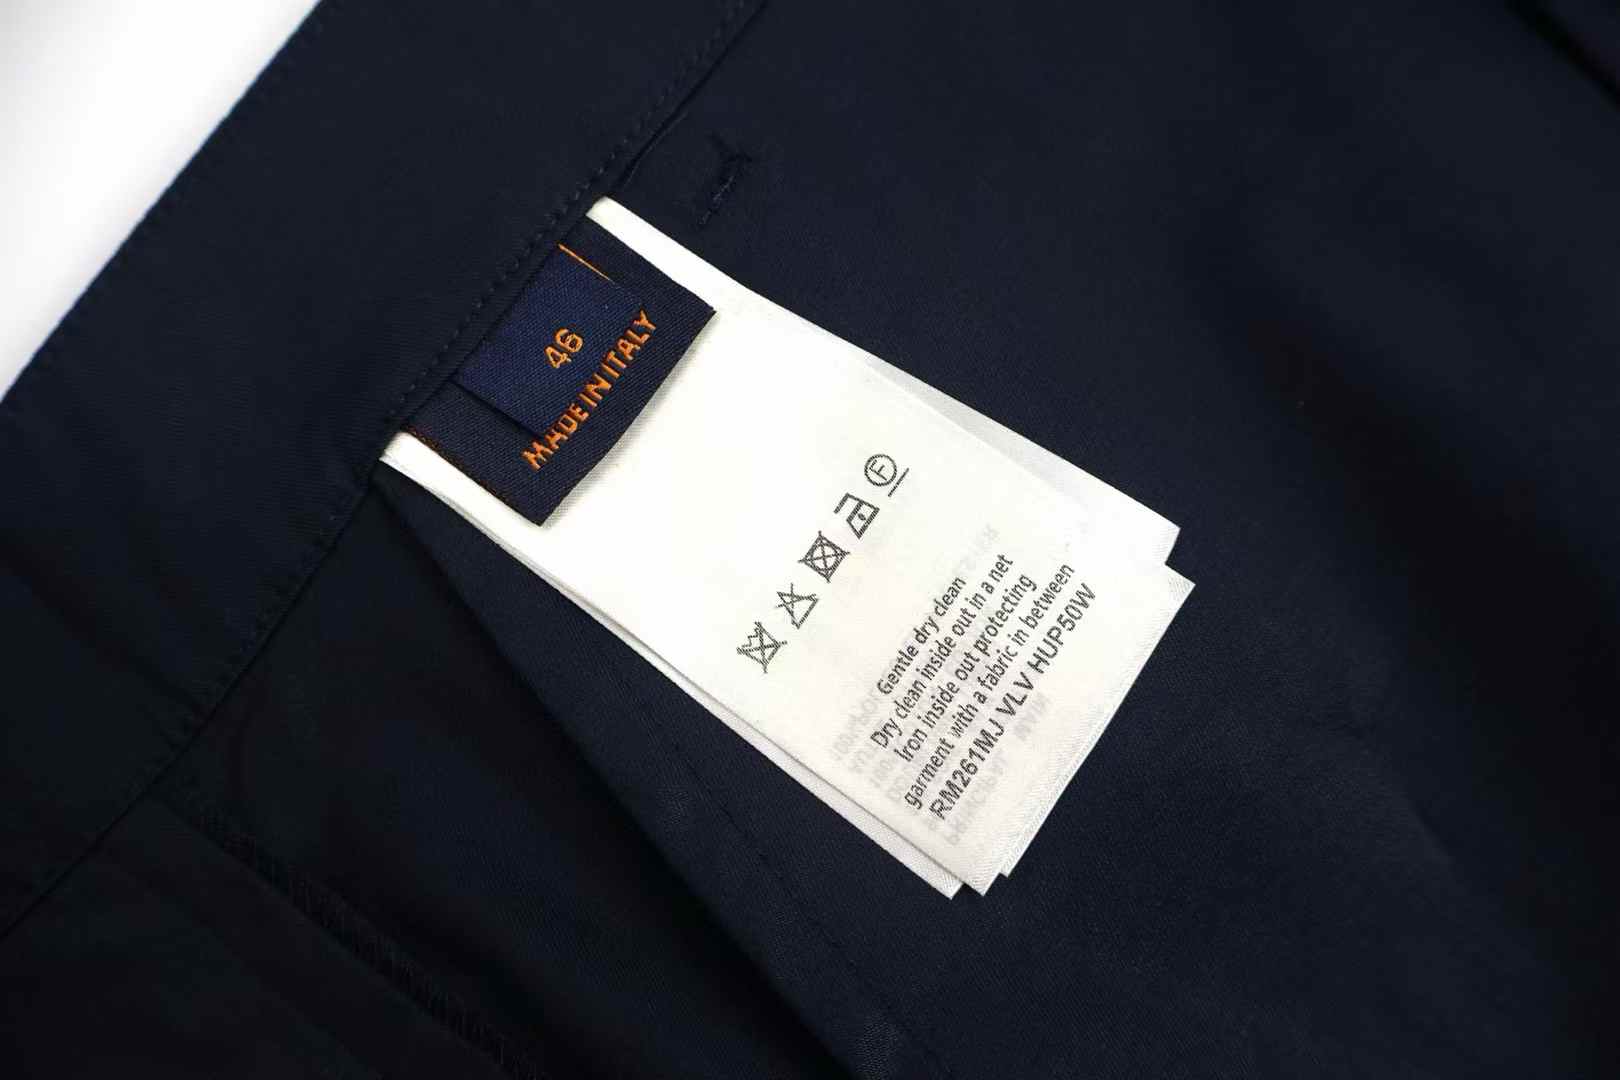 46
MADE IN ITALY
F
Gentle dry clean
Dry clean inside out in a net
Iron inside out protecting
garment with a fabric in between
RM261MJ VLV HUP50W